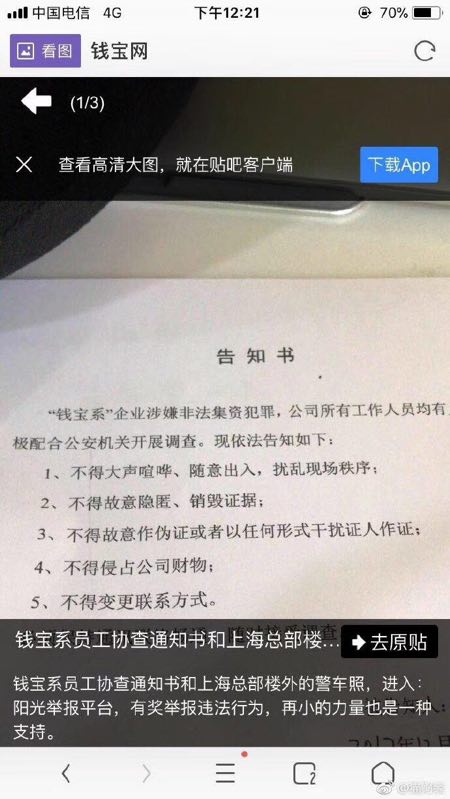 中国电信 4G 下午12:21 70%
看图 钱宝网
(1/3)
查看高清大图，就在贴吧客户端 下载App
告知书
“钱宝系”企业涉嫌非法集资犯罪，公司所有工作人员均有
极配合公安机关开展调查。现依法告知如下：
1、不得大声喧哗、随意出入，扰乱现场秩序；
2、不得故意隐匿、销毁证据；
3、不得故意作伪证或者以任何形式干扰证人作证；
4、不得侵占公司财物；
5、不得变更联系方式。
随时接受调查
钱宝系员工协查通知书和上海总部楼... 去原贴
钱宝系员工协查通知书和上海总部楼外的警车照，进入：
阳光举报平台，有奖举报违法行为，再小的力量也是一种
支持。
人：
2